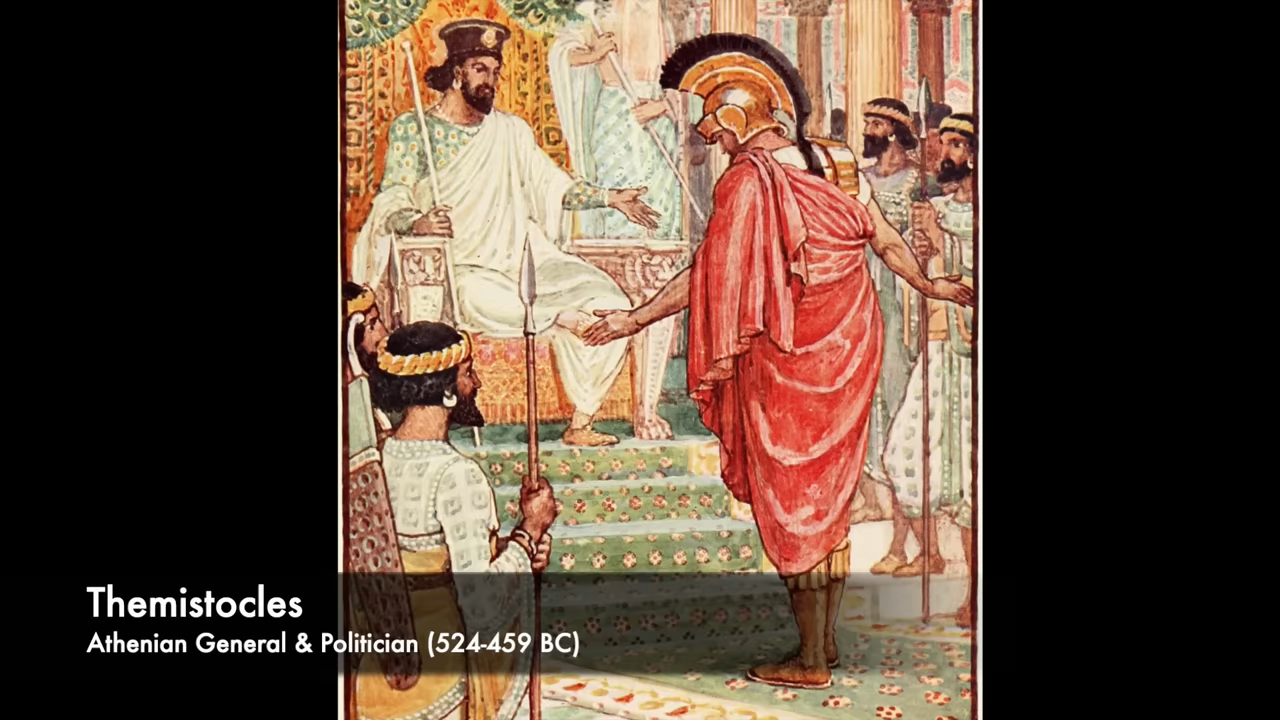 Themistocles
Athenian General & Politician (524-459 BC)